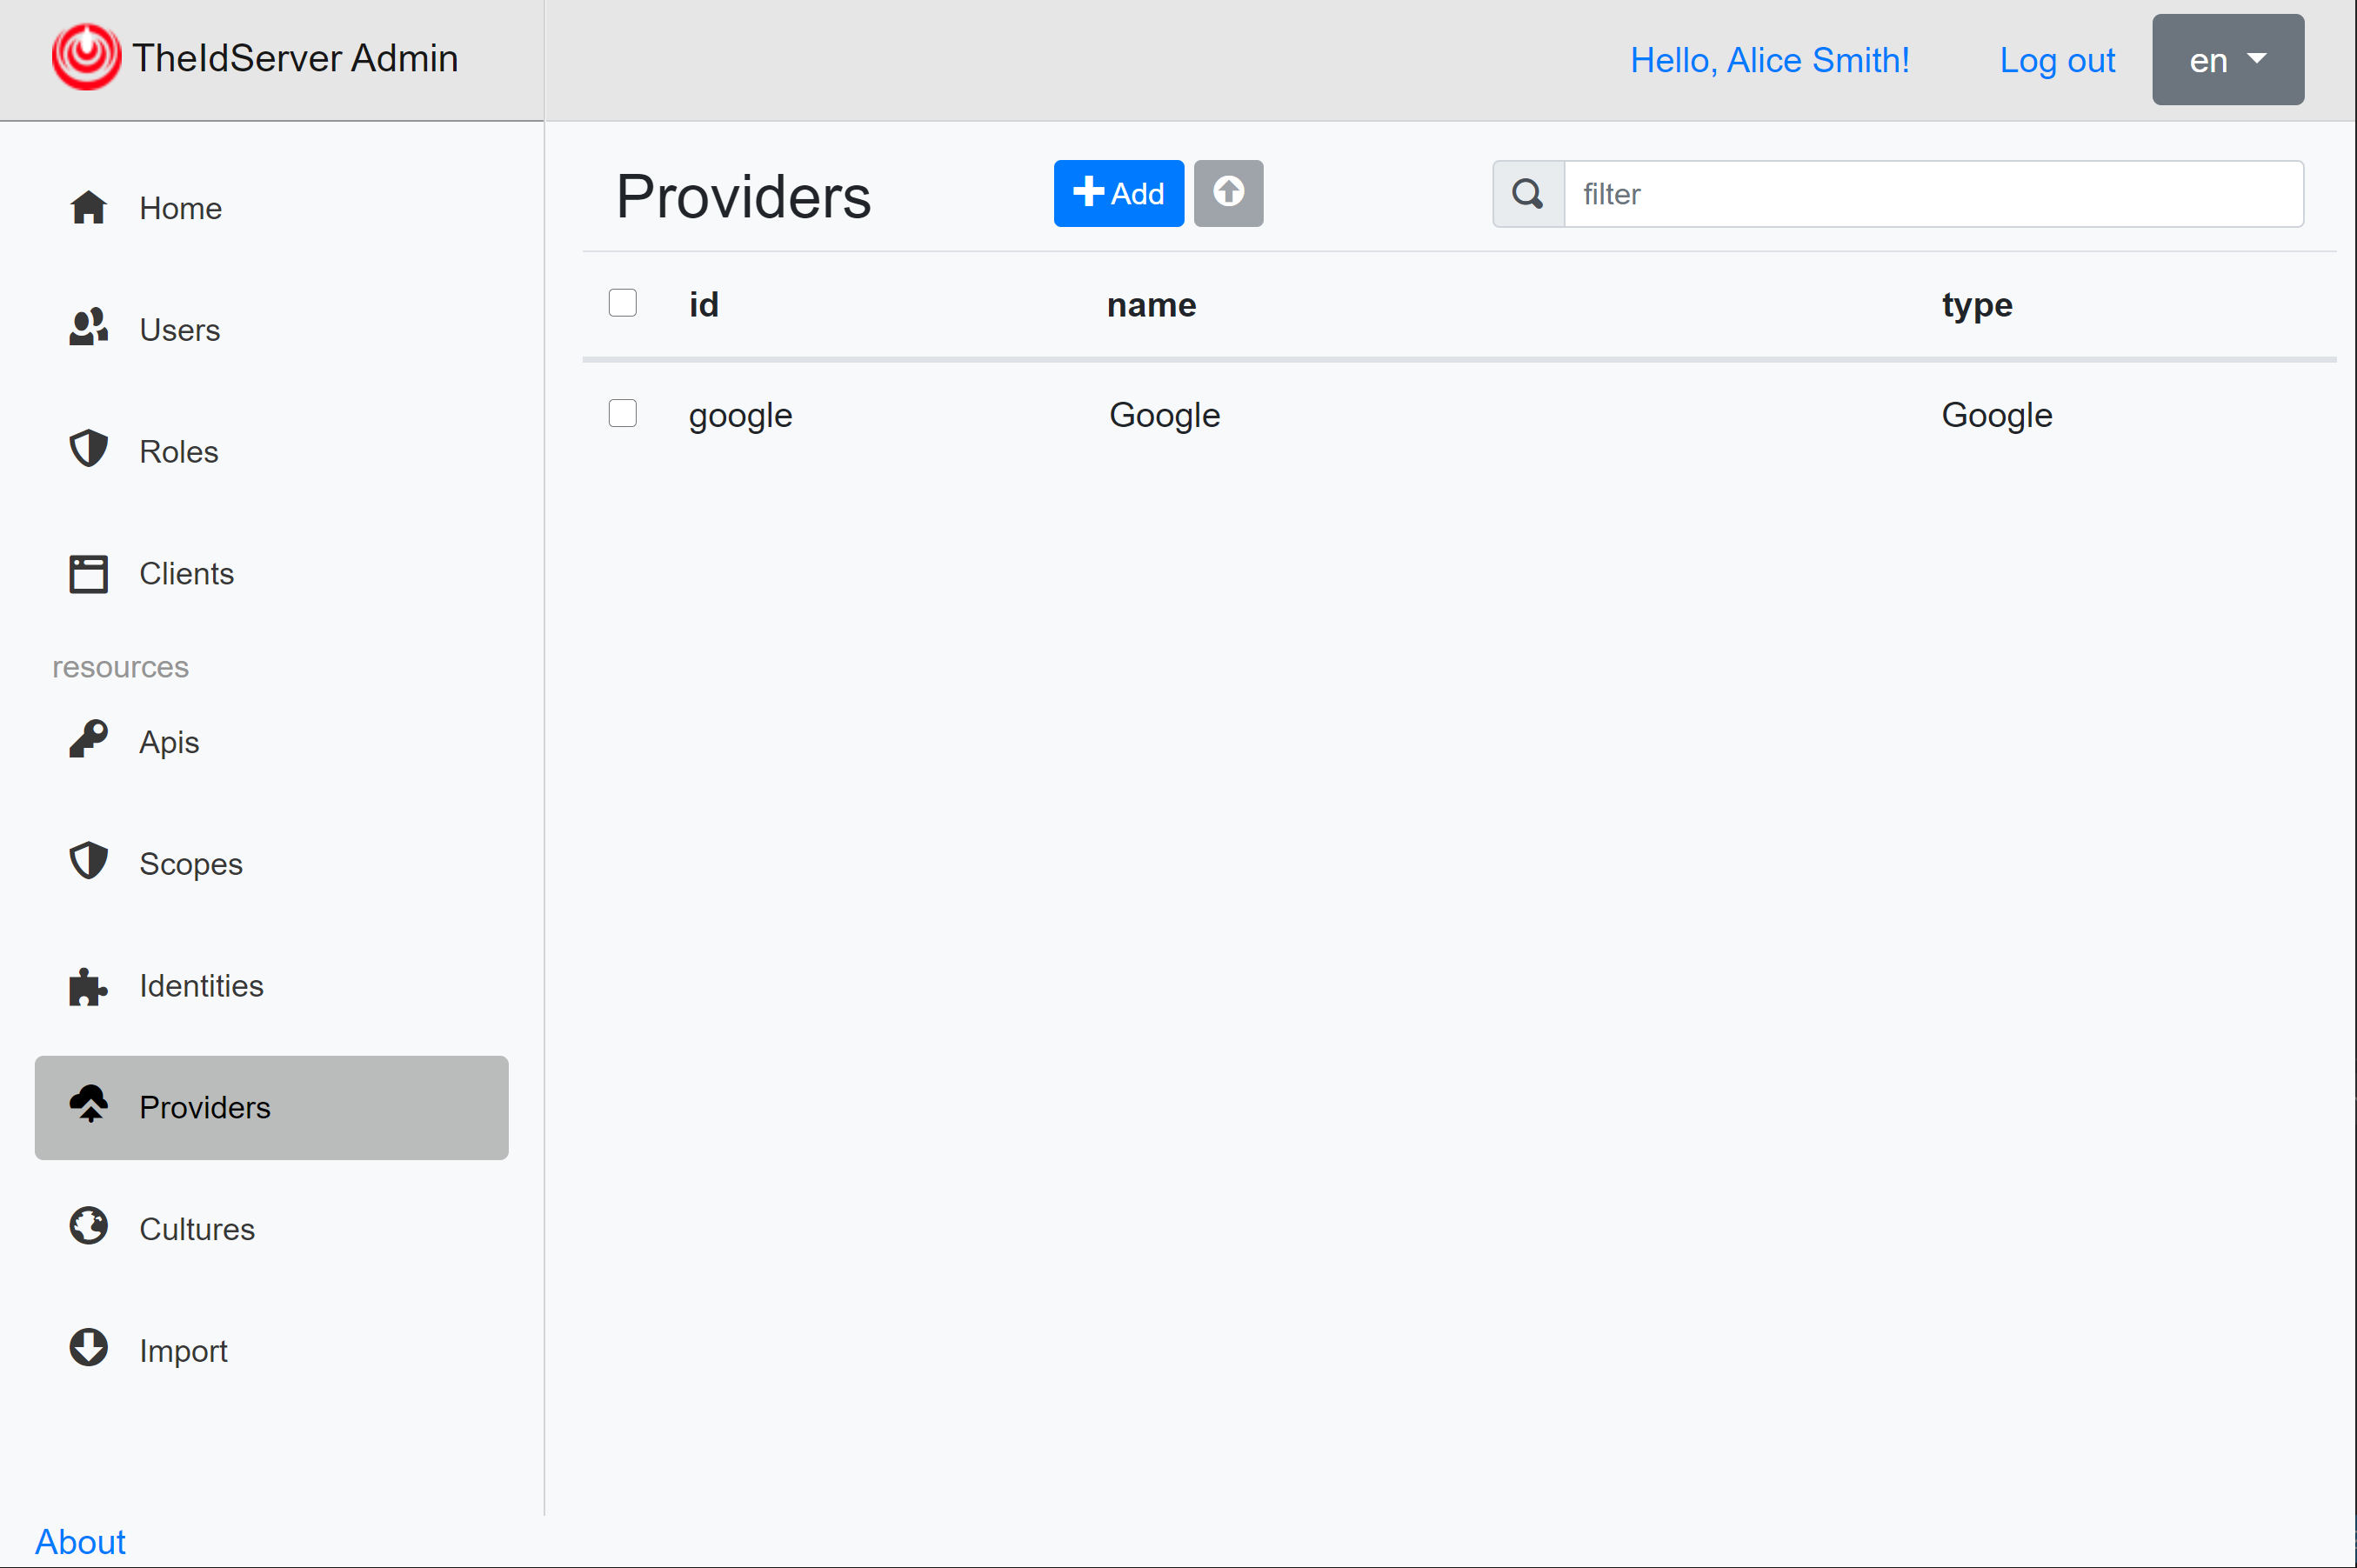 TheIdServer Admin
Hello, Alice Smith!
Log out
en
Home
Users
Roles
Clients
resources
Apis
Scopes
Identities
Providers
Cultures
Import
About
Providers
Add
filter
id name type
google Google Google